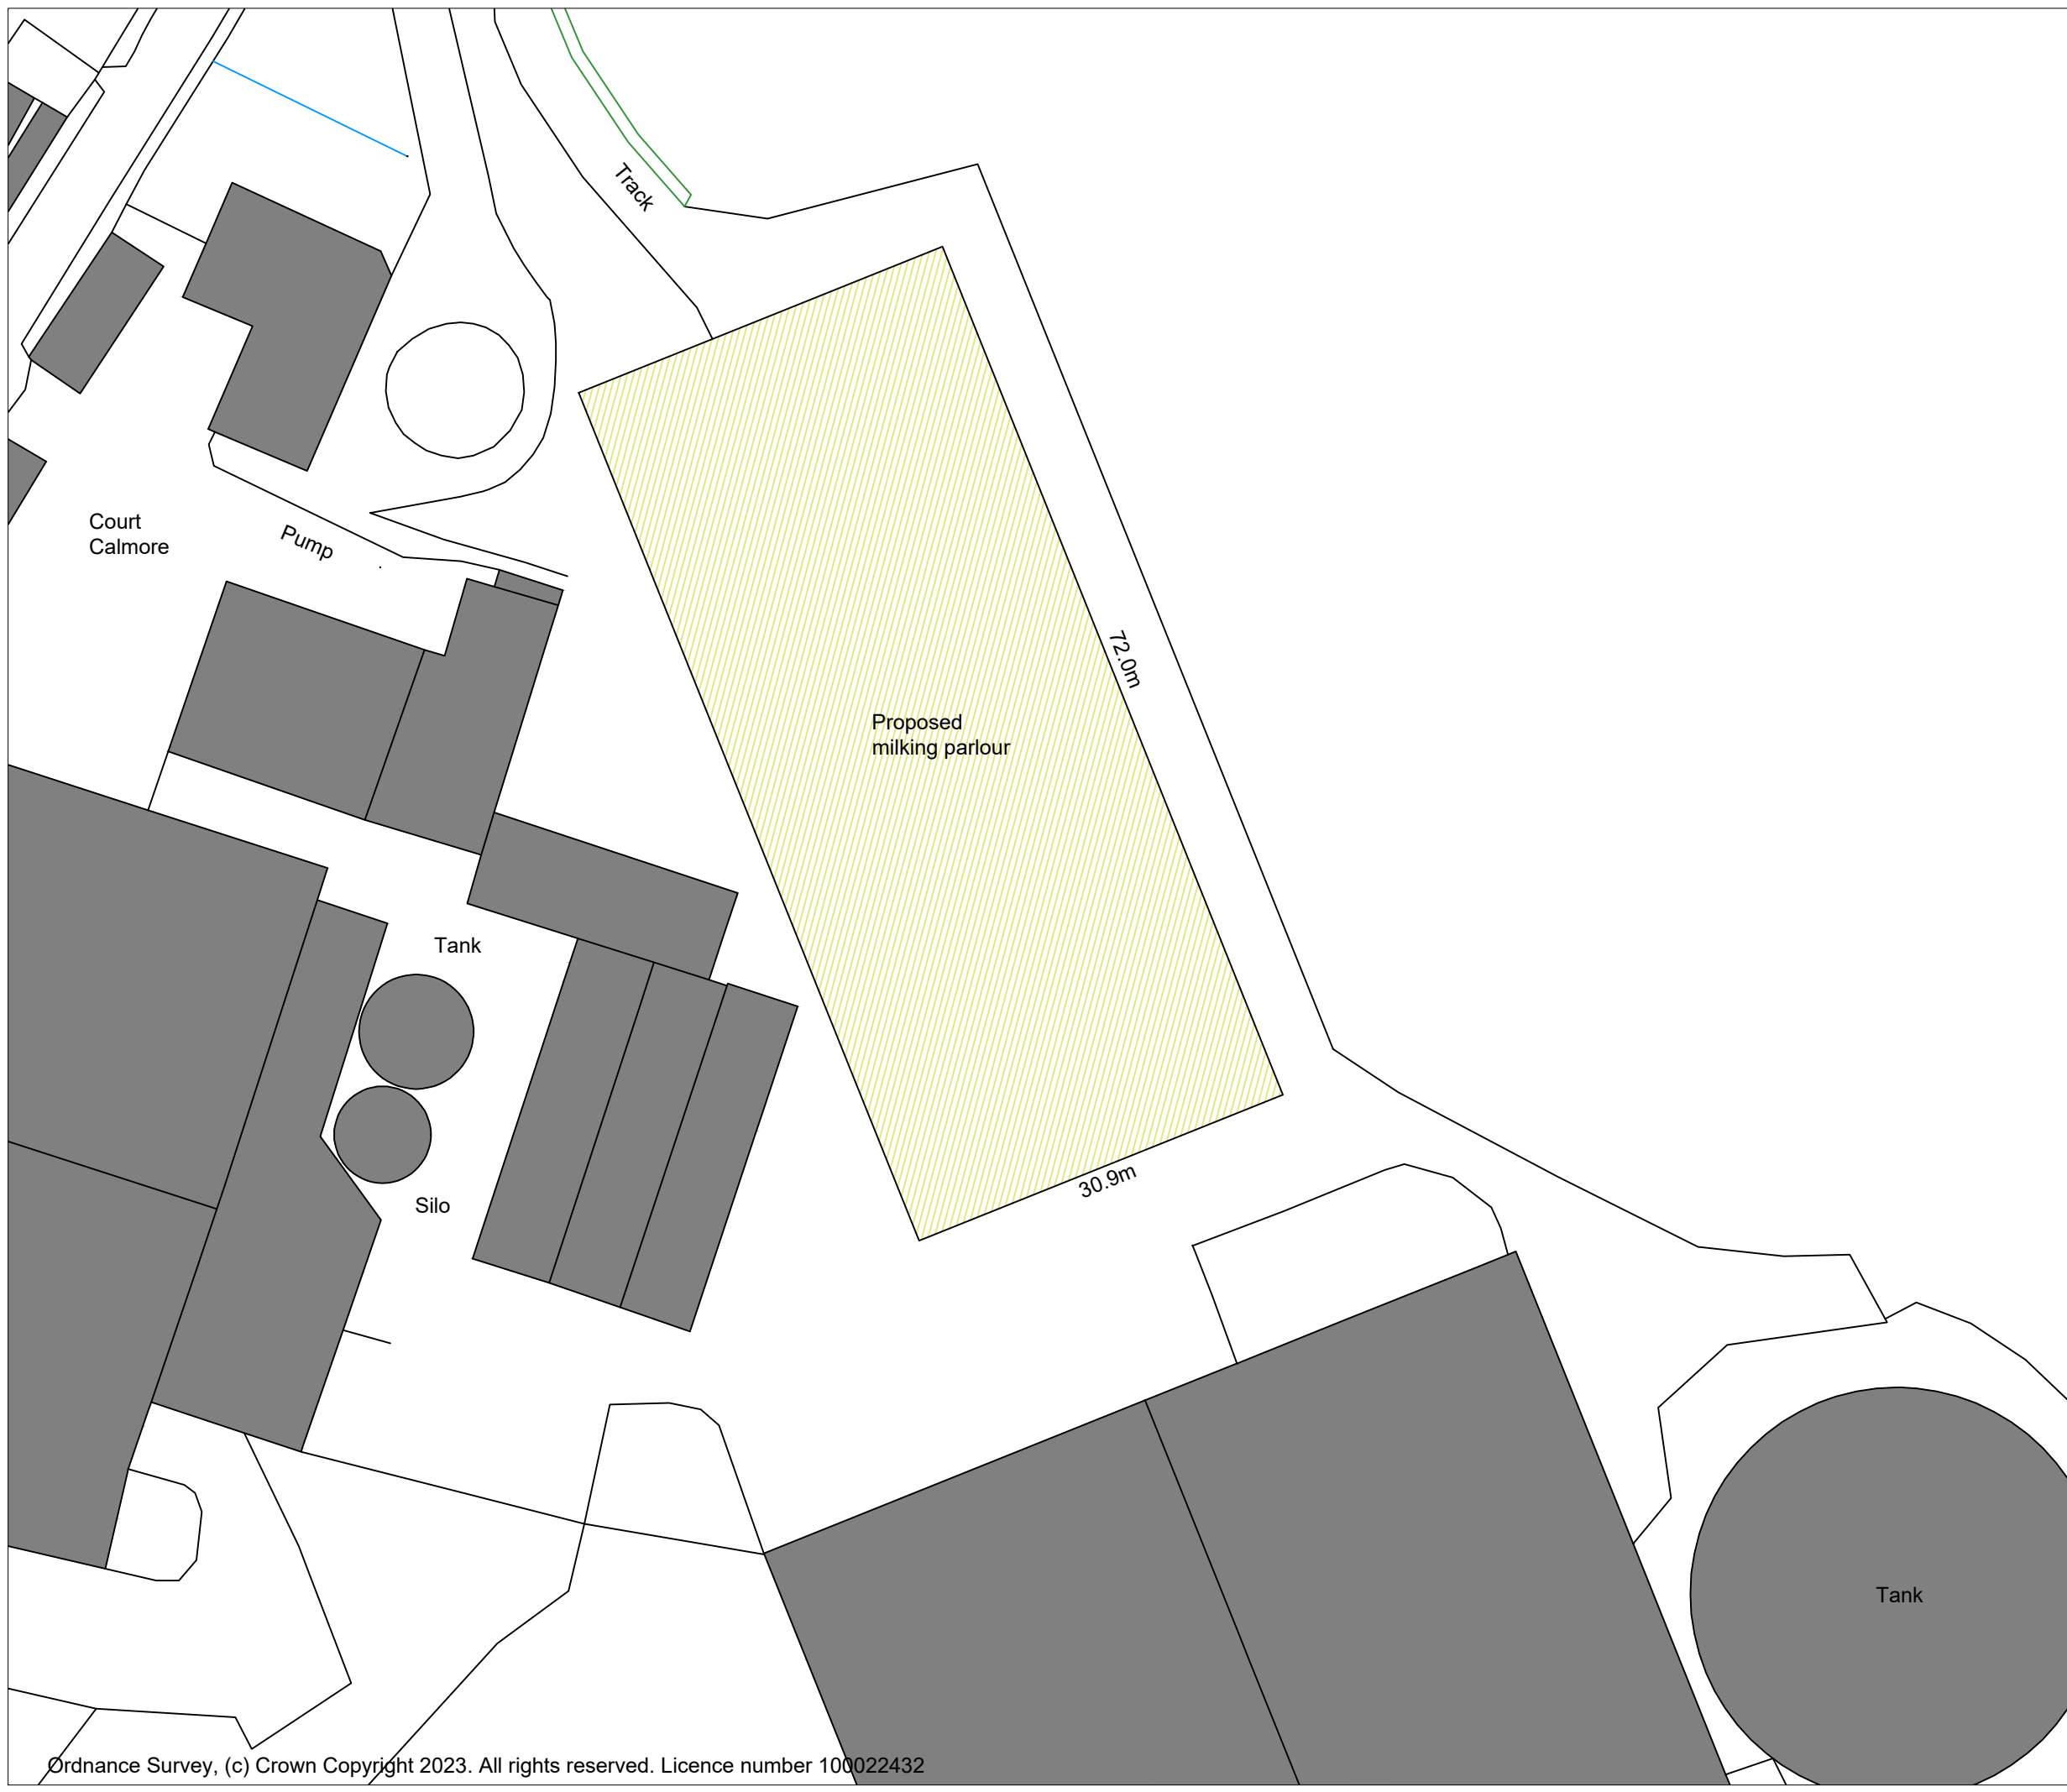 Track
Court
Calmore
Pump
72.0m
Proposed
milking parlour
Tank
30.9m
Silo
Tank
Ordnance Survey, (c) Crown Copyright 2023. All rights reserved. Licence number 100022432